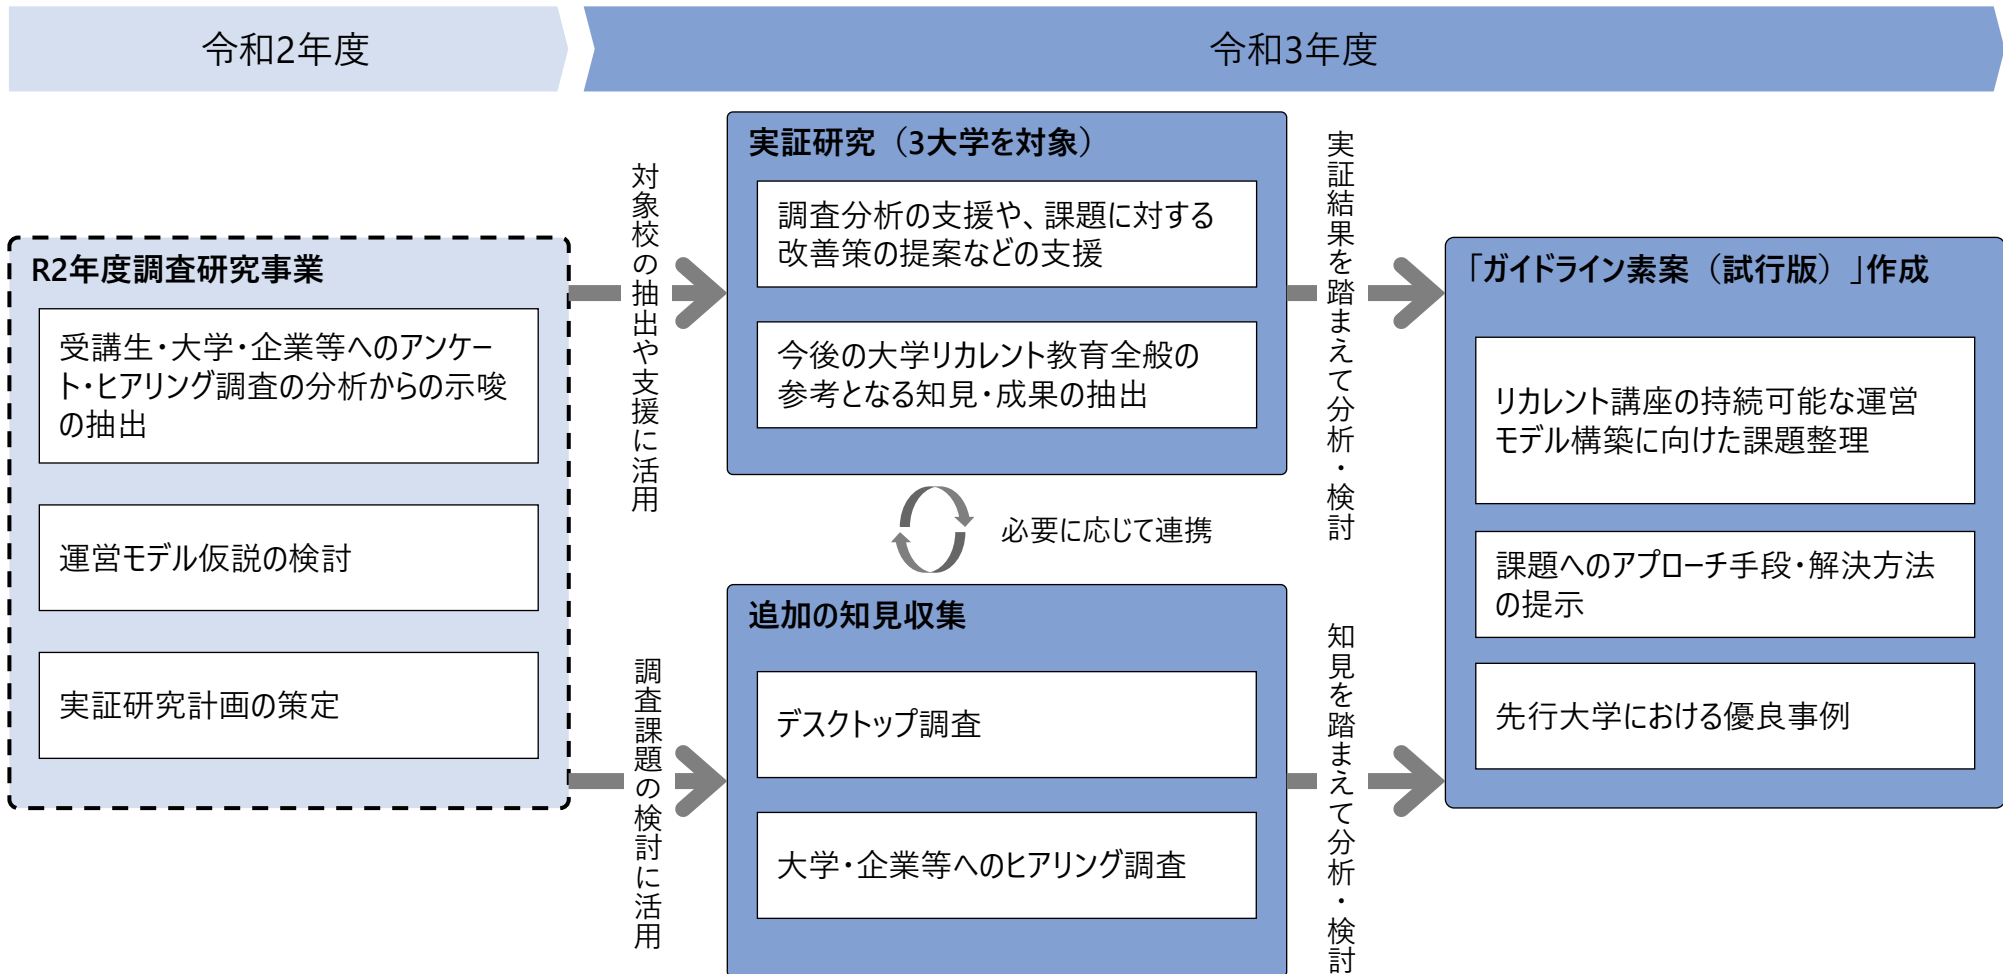 令和2年度
令和3年度
R2年度調査研究事業
受講生・大学・企業等へのアンケー
ト・ヒアリング調査の分析からの示唆
の抽出
運営モデル仮説の検討
実証研究計画の策定
対象校の抽出や支援に活用
調査課題の検討に活用
実証研究（3大学を対象）
調査分析の支援や、課題に対する
改善策の提案などの支援
今後の大学リカレント教育全般の
参考となる知見・成果の抽出
必要に応じて連携
追加の知見収集
デスクトップ調査
大学・企業等へのヒアリング調査
実証結果を踏まえて分析・検討
知見を踏まえて分析・検討
「ガイドライン素案（試行版）」作成
リカレント講座の持続可能な運営
モデル構築に向けた課題整理
課題へのアプローチ手段・解決方法
の提示
先行大学における優良事例